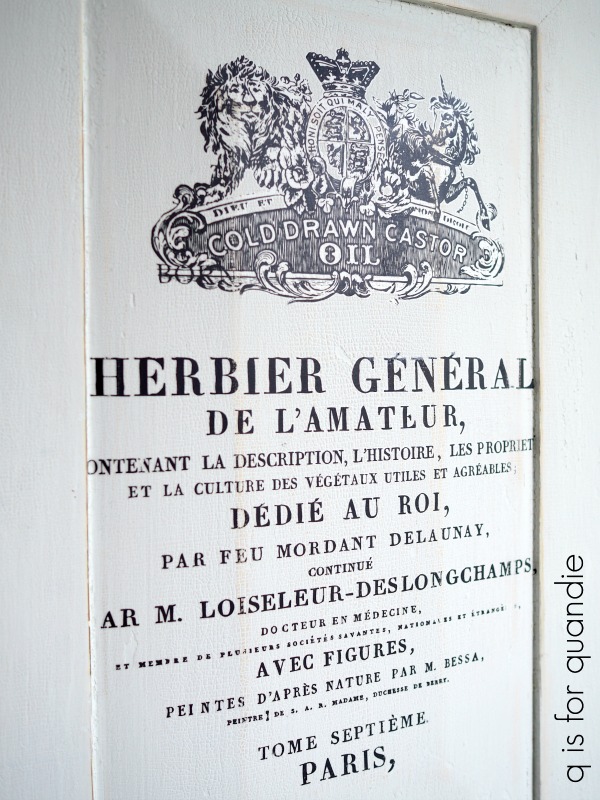 HONI SOIT QUI MAL Y PENSE
DIEU ET MON DROIT
COLD DRAWN CASTOR
OIL
BORN
HERBIER GÉNÉRAL
DE L'AMATEUR,
ONTENANT LA DESCRIPTION, L'HISTOIRE, LES PROPRIET
ET LA CULTURE DES VÉGÉTAUX UTILES ET AGRÉABLES;
DÉDIÉ AU ROI,
PAR FEU MORDANT DELAUNAY,
CONTINUÉ
AR M. LOISELEUR-DESLONGCHAMPS,
DOCTEUR EN MÉDECINE,
ET MEMBRE DE PLUSIEURS SOCIÉTÉS SAVANTES, NATIONALES ET ÉTRANGÈ
AVEC FIGURES,
PEINTES D'APRÈS NATURE PAR M. BESSA,
PEINTRE DE S. A. R. MADAME, DUCHESSE DE BERRY.
TOME SEPTIÈME.
PARIS,
q is for quandie